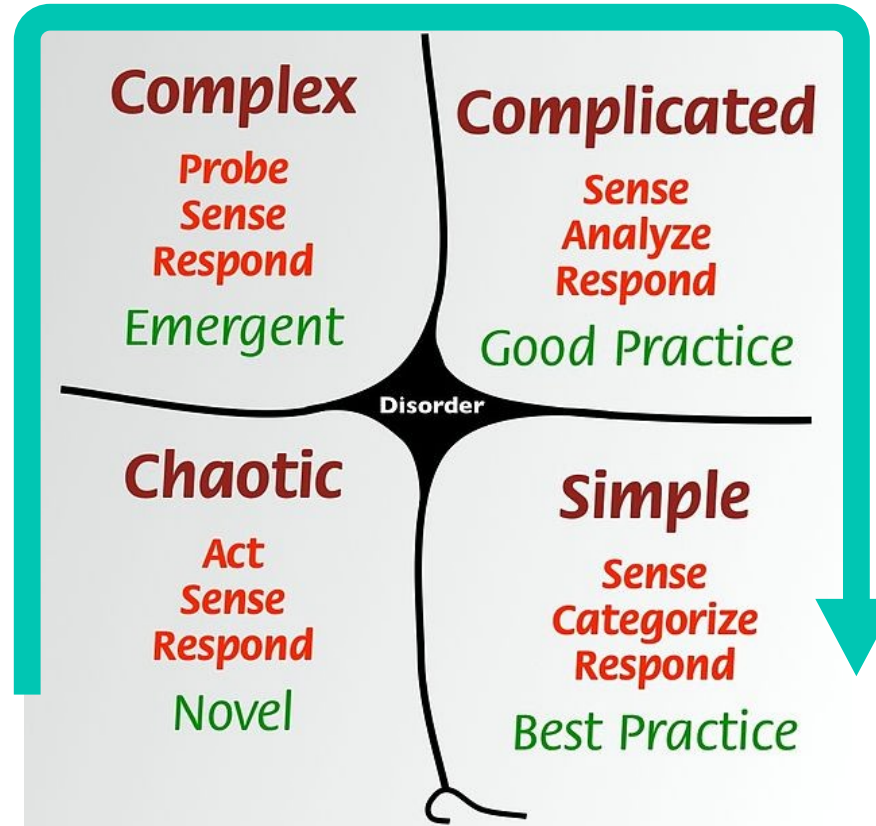 Complex
Probe
Sense
Respond
Emergent
Complicated
Sense
Analyze
Respond
Good Practice
Disorder
Chaotic
Act
Sense
Respond
Novel
Simple
Sense
Categorize
Respond
Best Practice